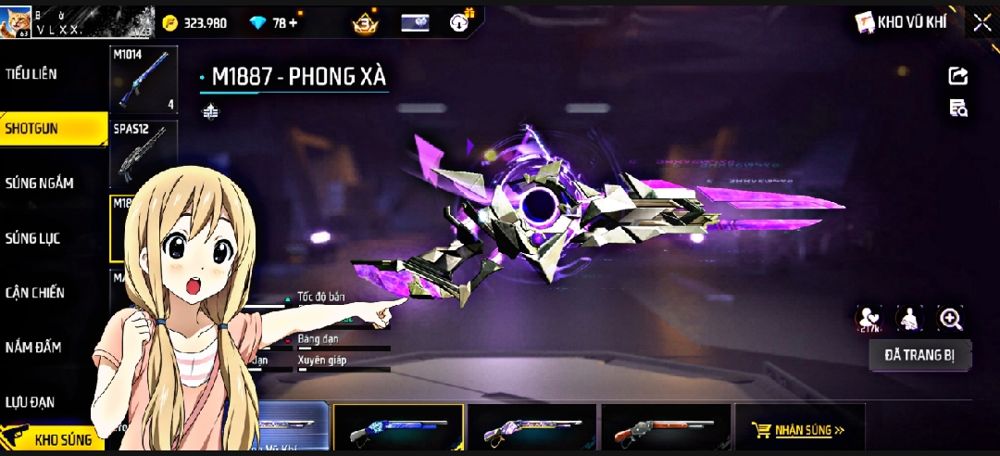 323.980
78 +
3
KHO VŨ KHÍ
V L X X.
63
TIỂU LIÊN
SHOTGUN
SÚNG NGẮM
SÚNG LỤC
CẬN CHIẾN
NẮM ĐẤM
LỰU ĐẠN
KHO SÚNG
M1014
4
SPAS12
M1887 - PHONG XÀ
Tốc độ bắn
Băng đạn
Xuyên giáp
ĐÃ TRANG BỊ
NHẬN SÚNG >>